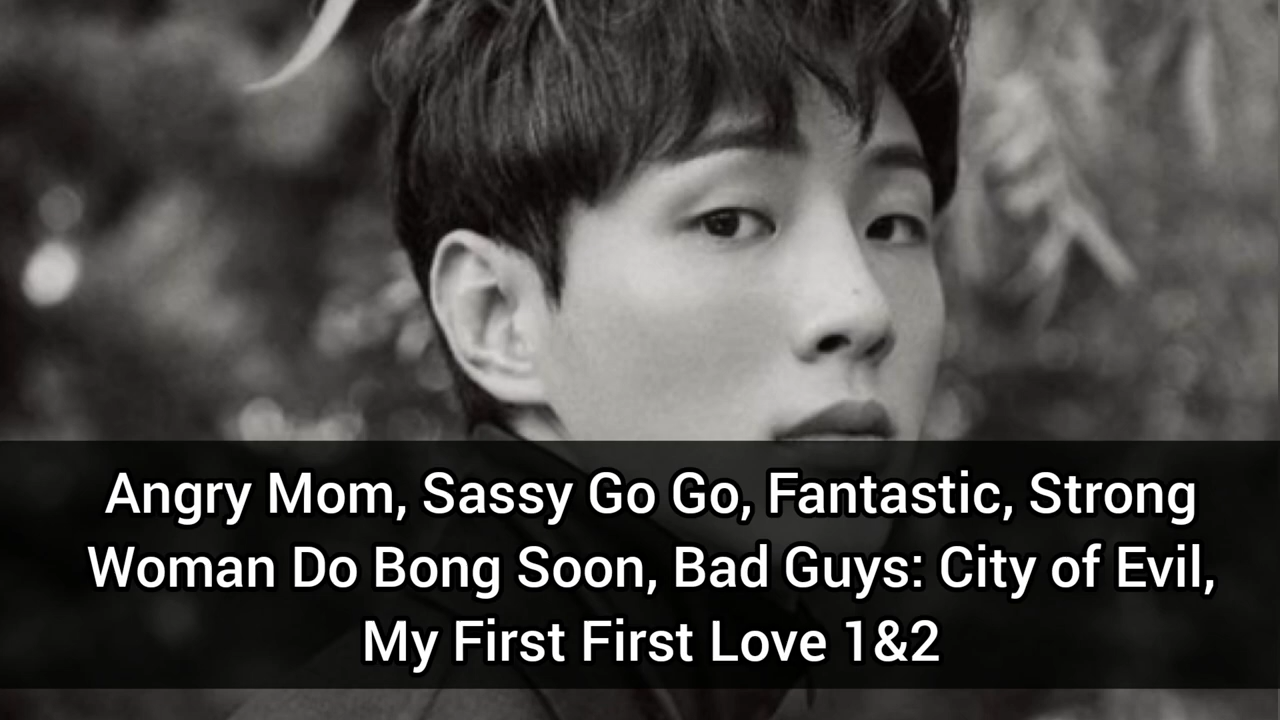 Angry Mom, Sassy Go Go, Fantastic, Strong
Woman Do Bong Soon, Bad Guys: City of Evil,
My First First Love 1&2